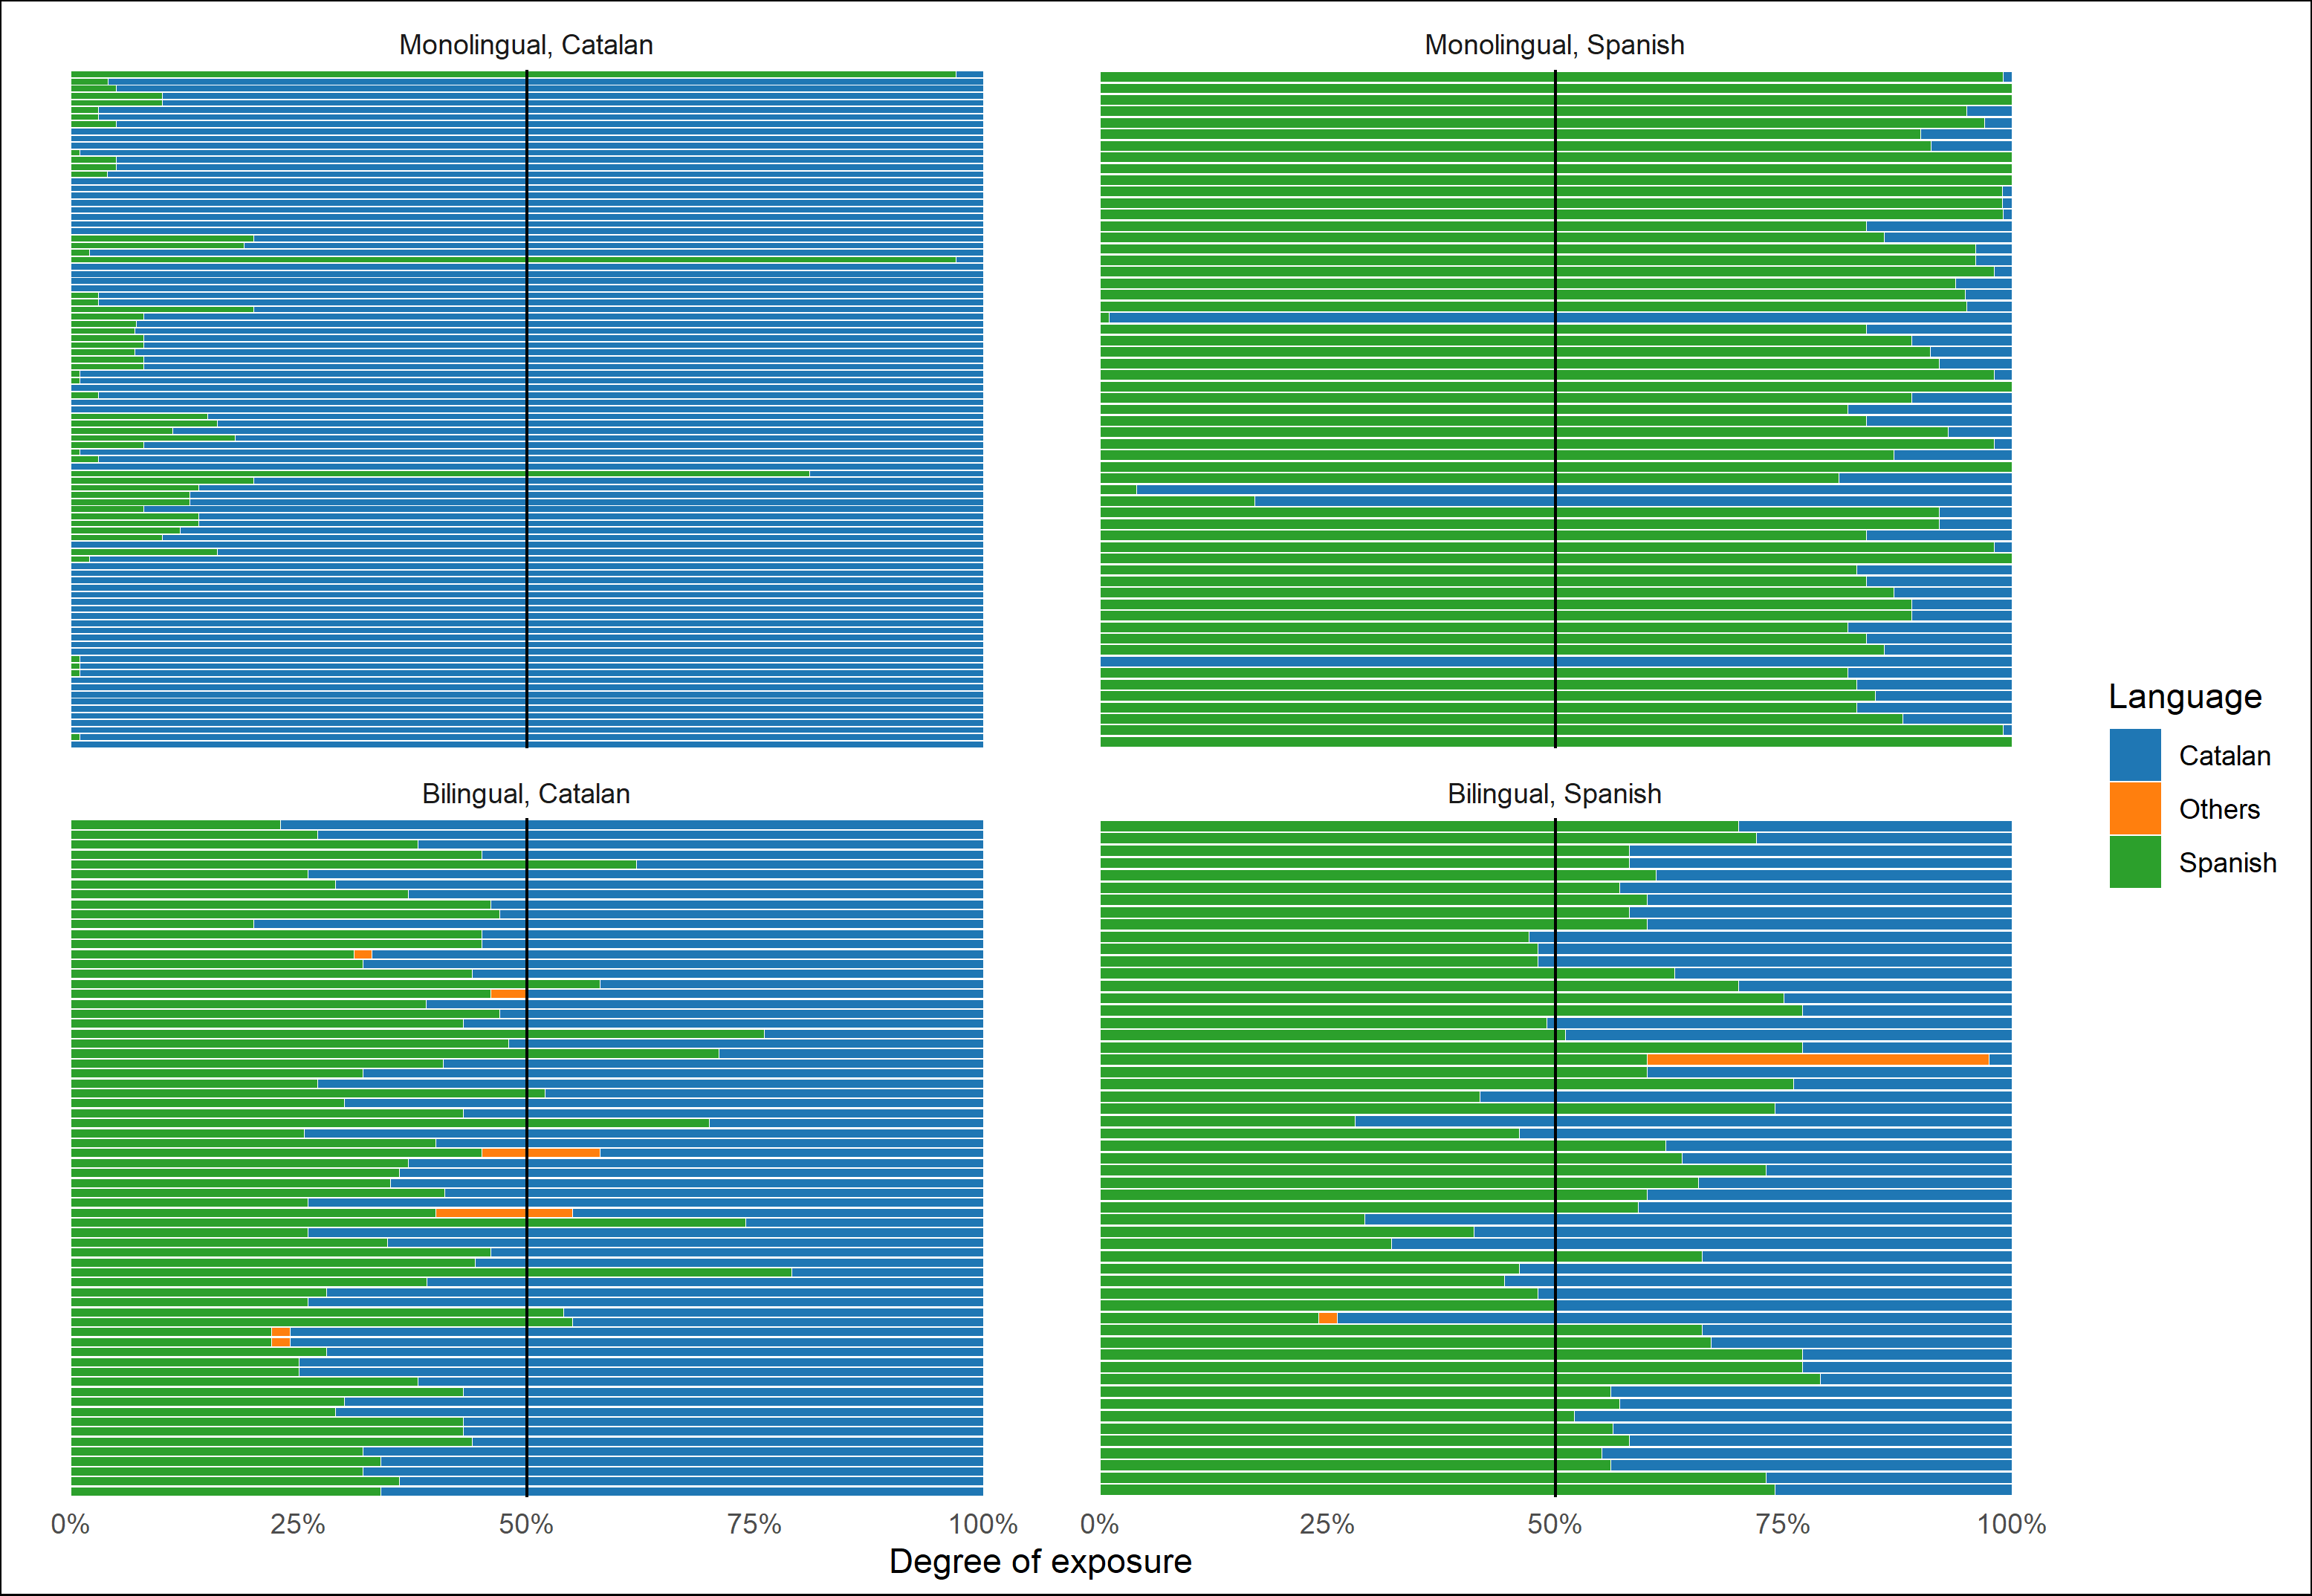 Monolingual, Catalan
Monolingual, Spanish
Bilingual, Catalan
Bilingual, Spanish
0% 25% 50% 75% 100%
0% 25% 50% 75% 100%
Degree of exposure
Language
Catalan
Others
Spanish